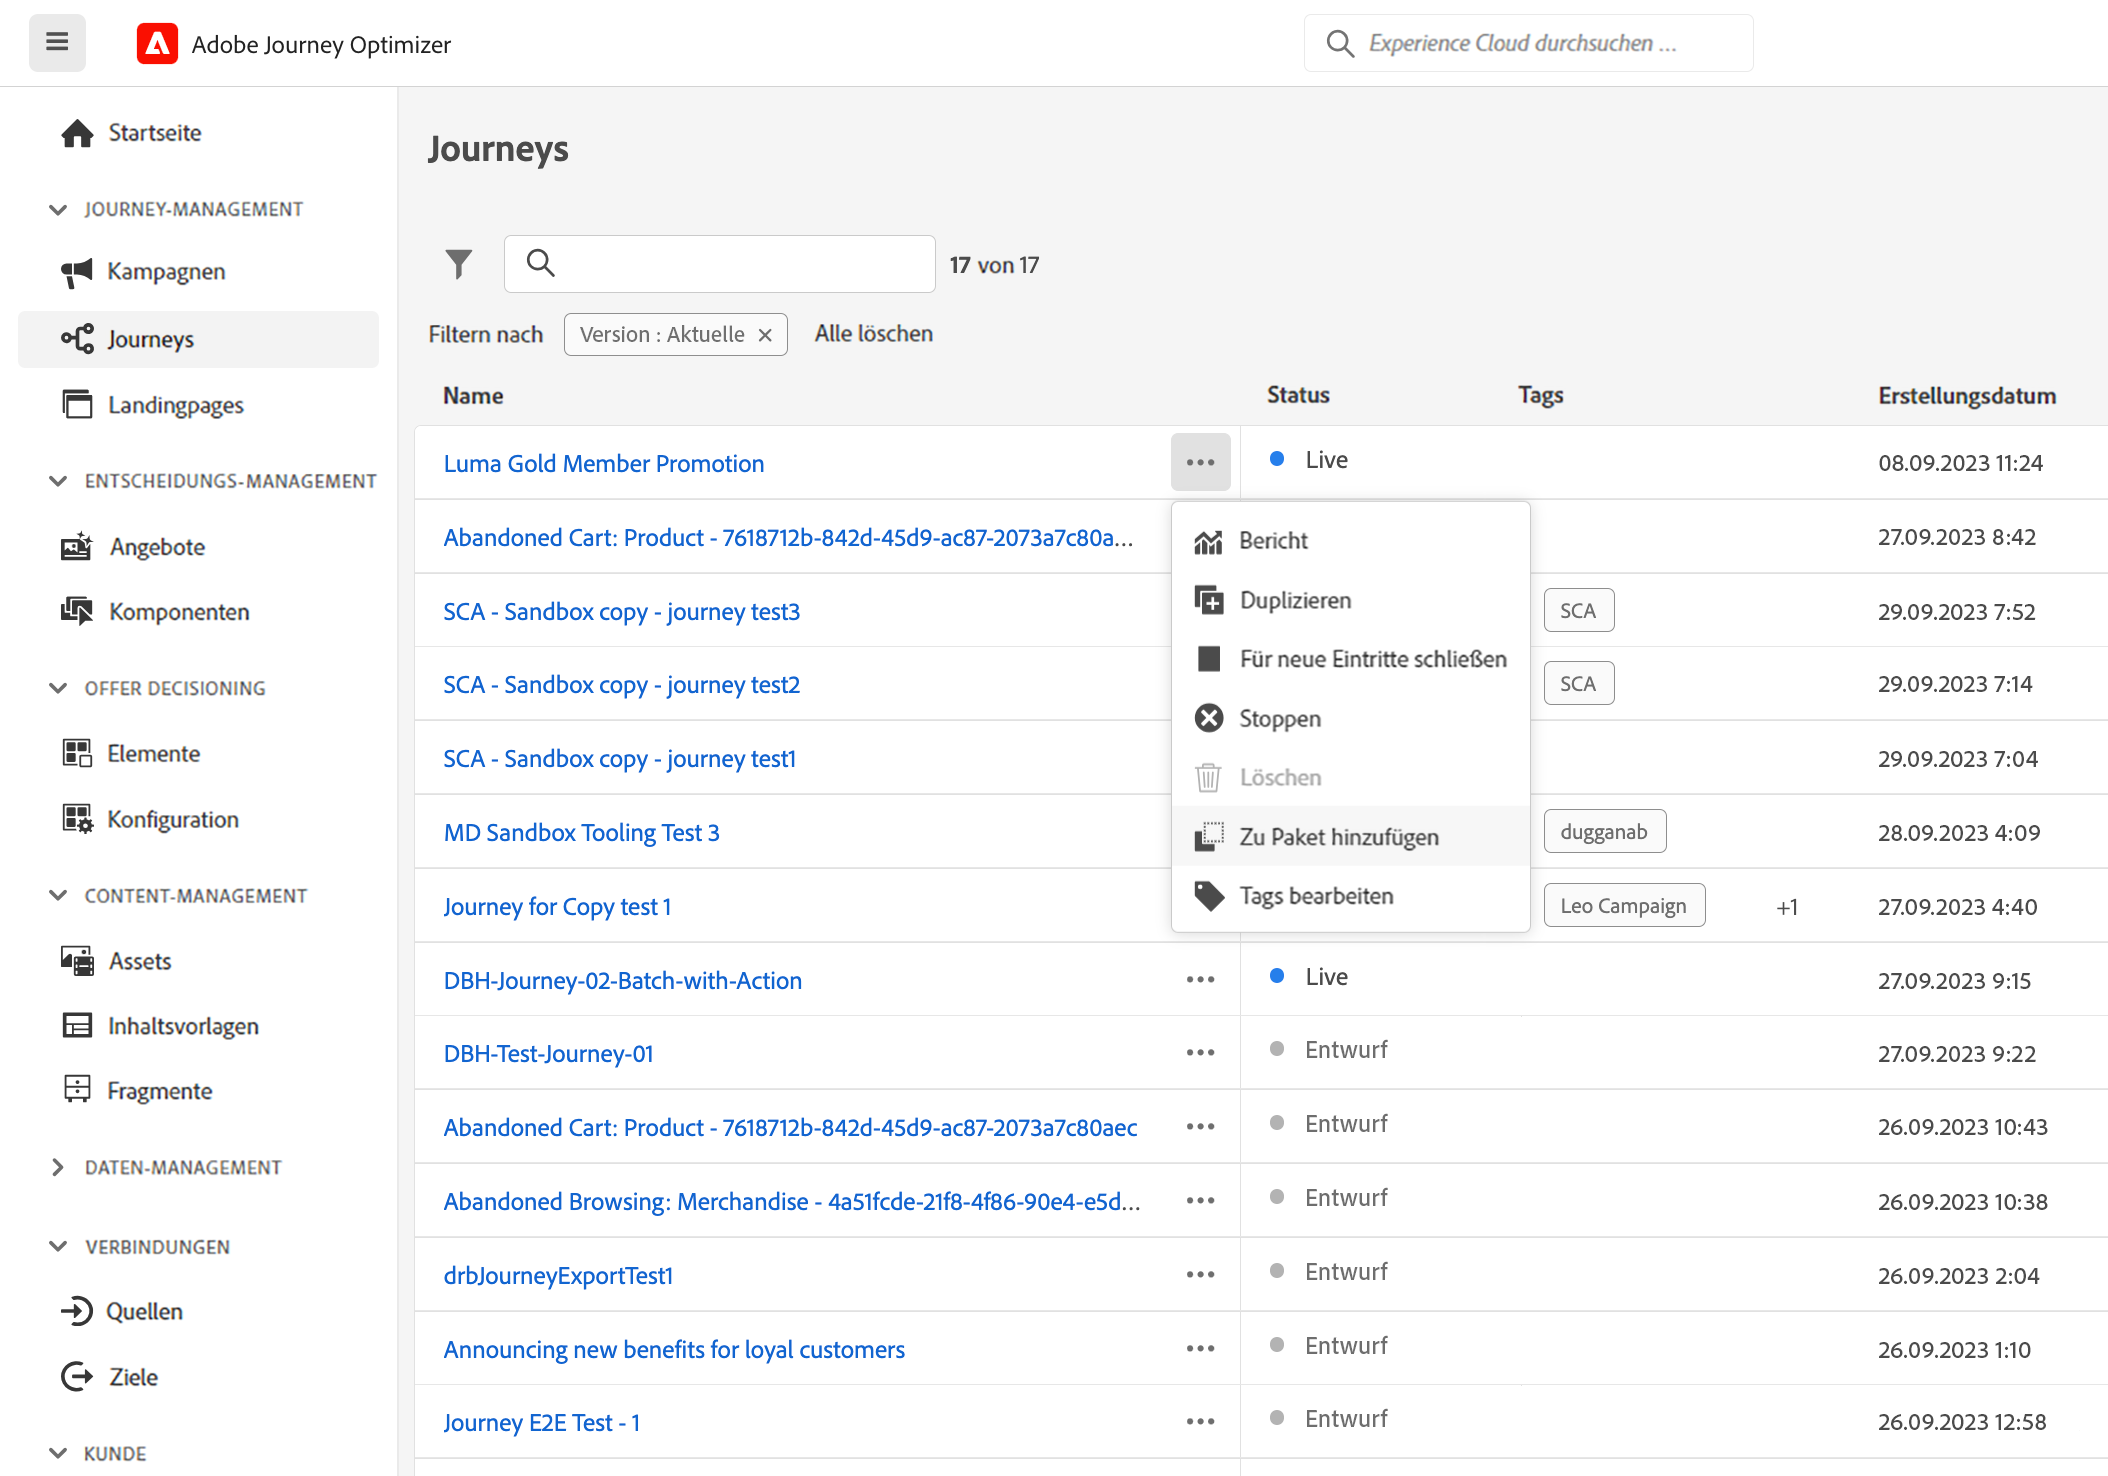 Adobe Journey Optimizer
Experience Cloud durchsuchen ...
Startseite
JOURNEY-MANAGEMENT
Kampagnen
Journeys
Landingpages
ENTSCHEIDUNGS-MANAGEMENT
Angebote
Komponenten
OFFER DECISIONING
Elemente
Konfiguration
CONTENT-MANAGEMENT
Assets
Inhaltsvorlagen
Fragmente
DATEN-MANAGEMENT
VERBINDUNGEN
Quellen
Ziele
KUNDE
Journeys
17 von 17
Filtern nach Version : Aktuelle Alle löschen
Name Status Tags Erstellungsdatum
Luma Gold Member Promotion Live 08.09.2023 11:24
Abandoned Cart: Product - 7618712b-842d-45d9-ac87-2073a7c80a... 27.09.2023 8:42
SCA - Sandbox copy - journey test3 SCA 29.09.2023 7:52
SCA - Sandbox copy - journey test2 SCA 29.09.2023 7:14
SCA - Sandbox copy - journey test1 29.09.2023 7:04
MD Sandbox Tooling Test 3 dugganab 28.09.2023 4:09
Journey for Copy test 1 Leo Campaign +1 27.09.2023 4:40
DBH-Journey-02-Batch-with-Action Live 27.09.2023 9:15
DBH-Test-Journey-01 Entwurf 27.09.2023 9:22
Abandoned Cart: Product - 7618712b-842d-45d9-ac87-2073a7c80aec Entwurf 26.09.2023 10:43
Abandoned Browsing: Merchandise - 4a51fcde-21f8-4f86-90e4-e5d... Entwurf 26.09.2023 10:38
drbJourneyExportTest1 Entwurf 26.09.2023 2:04
Announcing new benefits for loyal customers Entwurf 26.09.2023 1:10
Journey E2E Test - 1 Entwurf 26.09.2023 12:58
Bericht
Duplizieren
Für neue Eintritte schließen
Stoppen
Löschen
Zu Paket hinzufügen
Tags bearbeiten